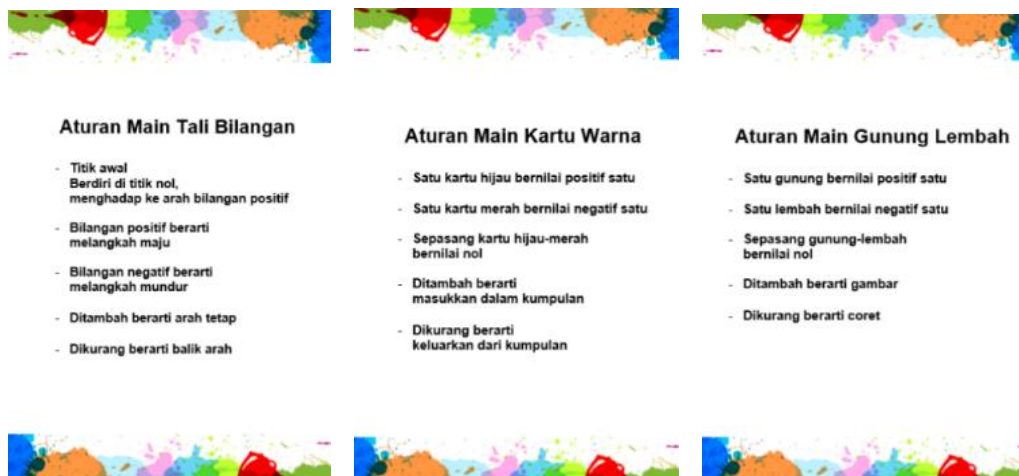 Aturan Main Tali Bilangan
- Titik awal
Berdiri di titik nol,
menghadap ke arah bilangan positif
- Bilangan positif berarti
melangkah maju
- Bilangan negatif berarti
melangkah mundur
- Ditambah berarti arah tetap
- Dikurang berarti balik arah
Aturan Main Kartu Warna
- Satu kartu hijau bernilai positif satu
- Satu kartu merah bernilai negatif satu
- Sepasang kartu hijau-merah
bernilai nol
- Ditambah berarti
masukkan dalam kumpulan
- Dikurang berarti
keluarkan dari kumpulan
Aturan Main Gunung Lembah
- Satu gunung bernilai positif satu
- Satu lembah bernilai negatif satu
- Sepasang gunung-lembah
bernilai nol
- Ditambah berarti gambar
- Dikurang berarti coret